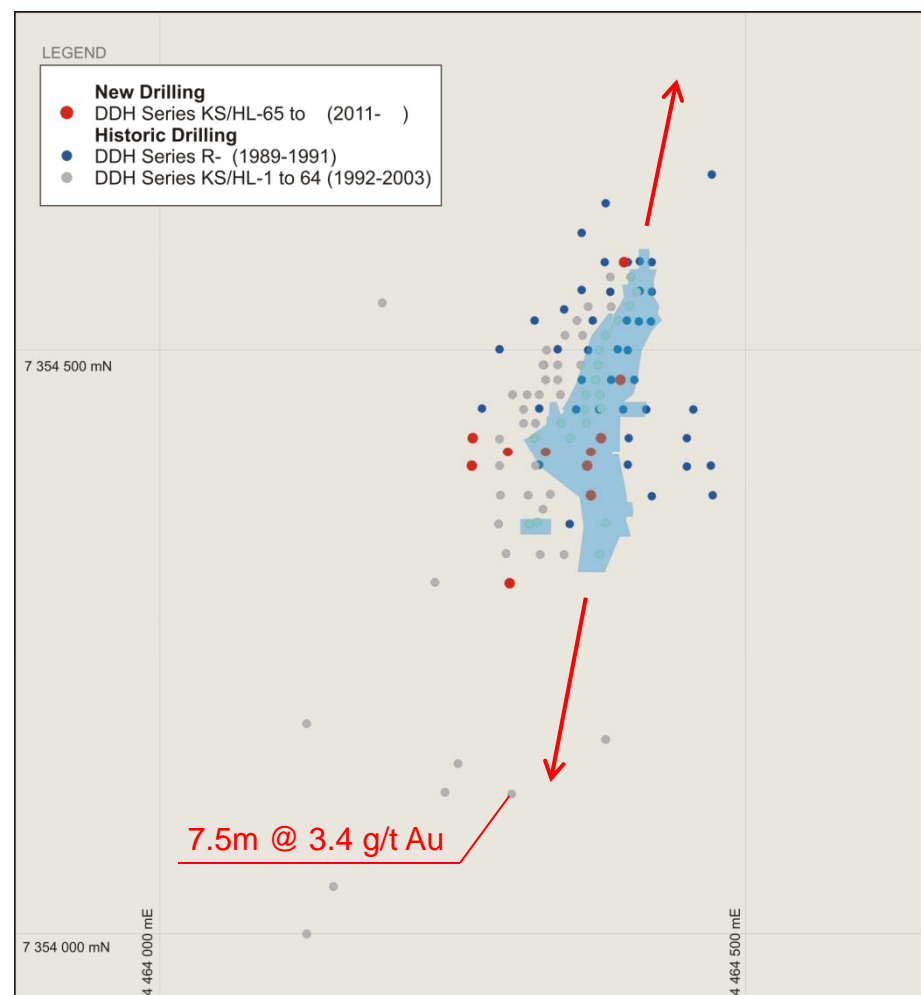 LEGEND
New Drilling
DDH Series KS/HL-65 to (2011- )
Historic Drilling
DDH Series R- (1989-1991)
DDH Series KS/HL-1 to 64 (1992-2003)
7 354 500 mN
7.5m @ 3.4 g/t Au
7 354 000 mN
4 464 000 mE
4 464 500 mE